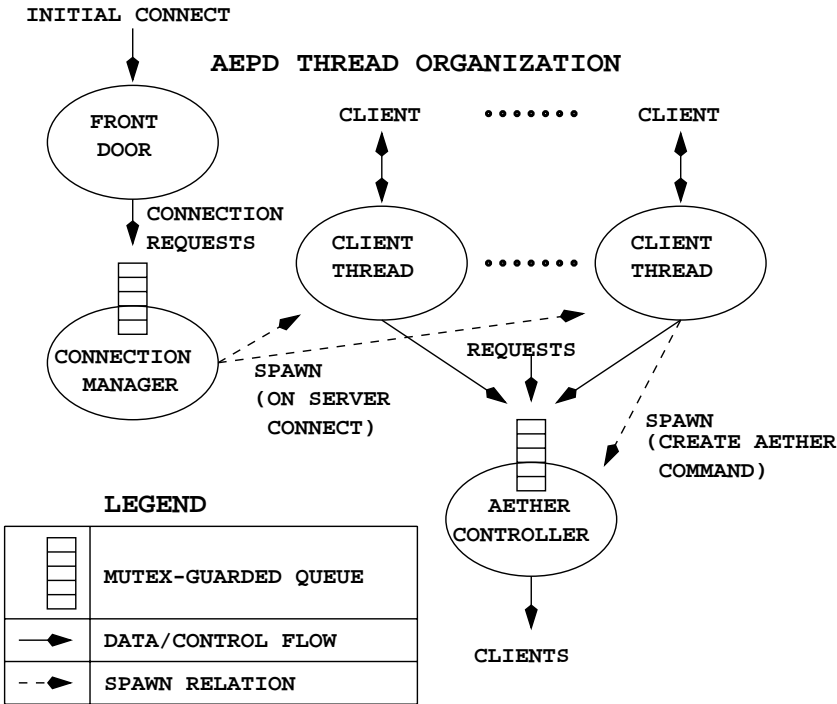 INITIAL CONNECT
AEPD THREAD ORGANIZATION
FRONT
DOOR
CLIENT
CLIENT
CONNECTION
REQUESTS
CLIENT
THREAD
CLIENT
THREAD
CONNECTION
MANAGER
SPAWN
(ON SERVER
CONNECT)
REQUESTS
SPAWN
(CREATE AETHER
COMMAND)
AETHER
CONTROLLER
CLIENTS
LEGEND
MUTEX-GUARDED QUEUE
DATA/CONTROL FLOW
SPAWN RELATION